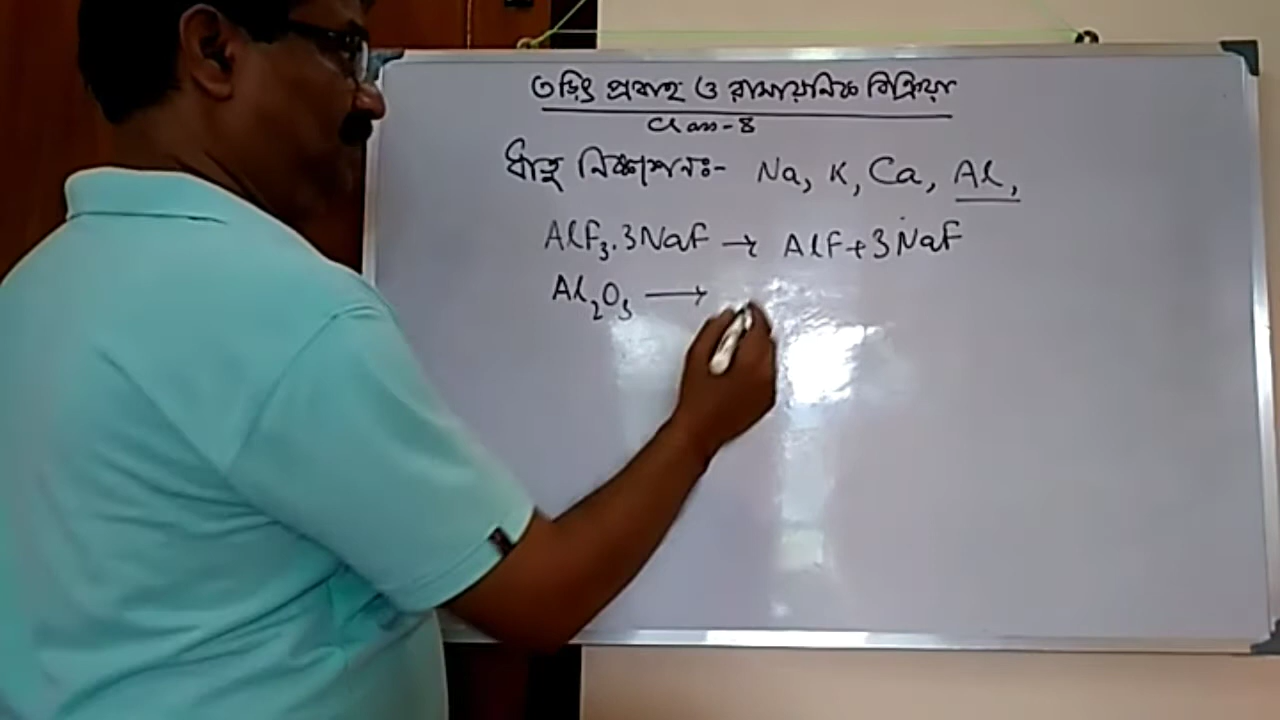 তড়িৎ প্রবাহ ও রাসায়নিক বিক্রিয়া
Class-8
ধাতু নিষ্কাশনঃ- Na, K, Ca, Al,
AlF₃.3NaF → AlF+3NaF
Al₂O₃ →